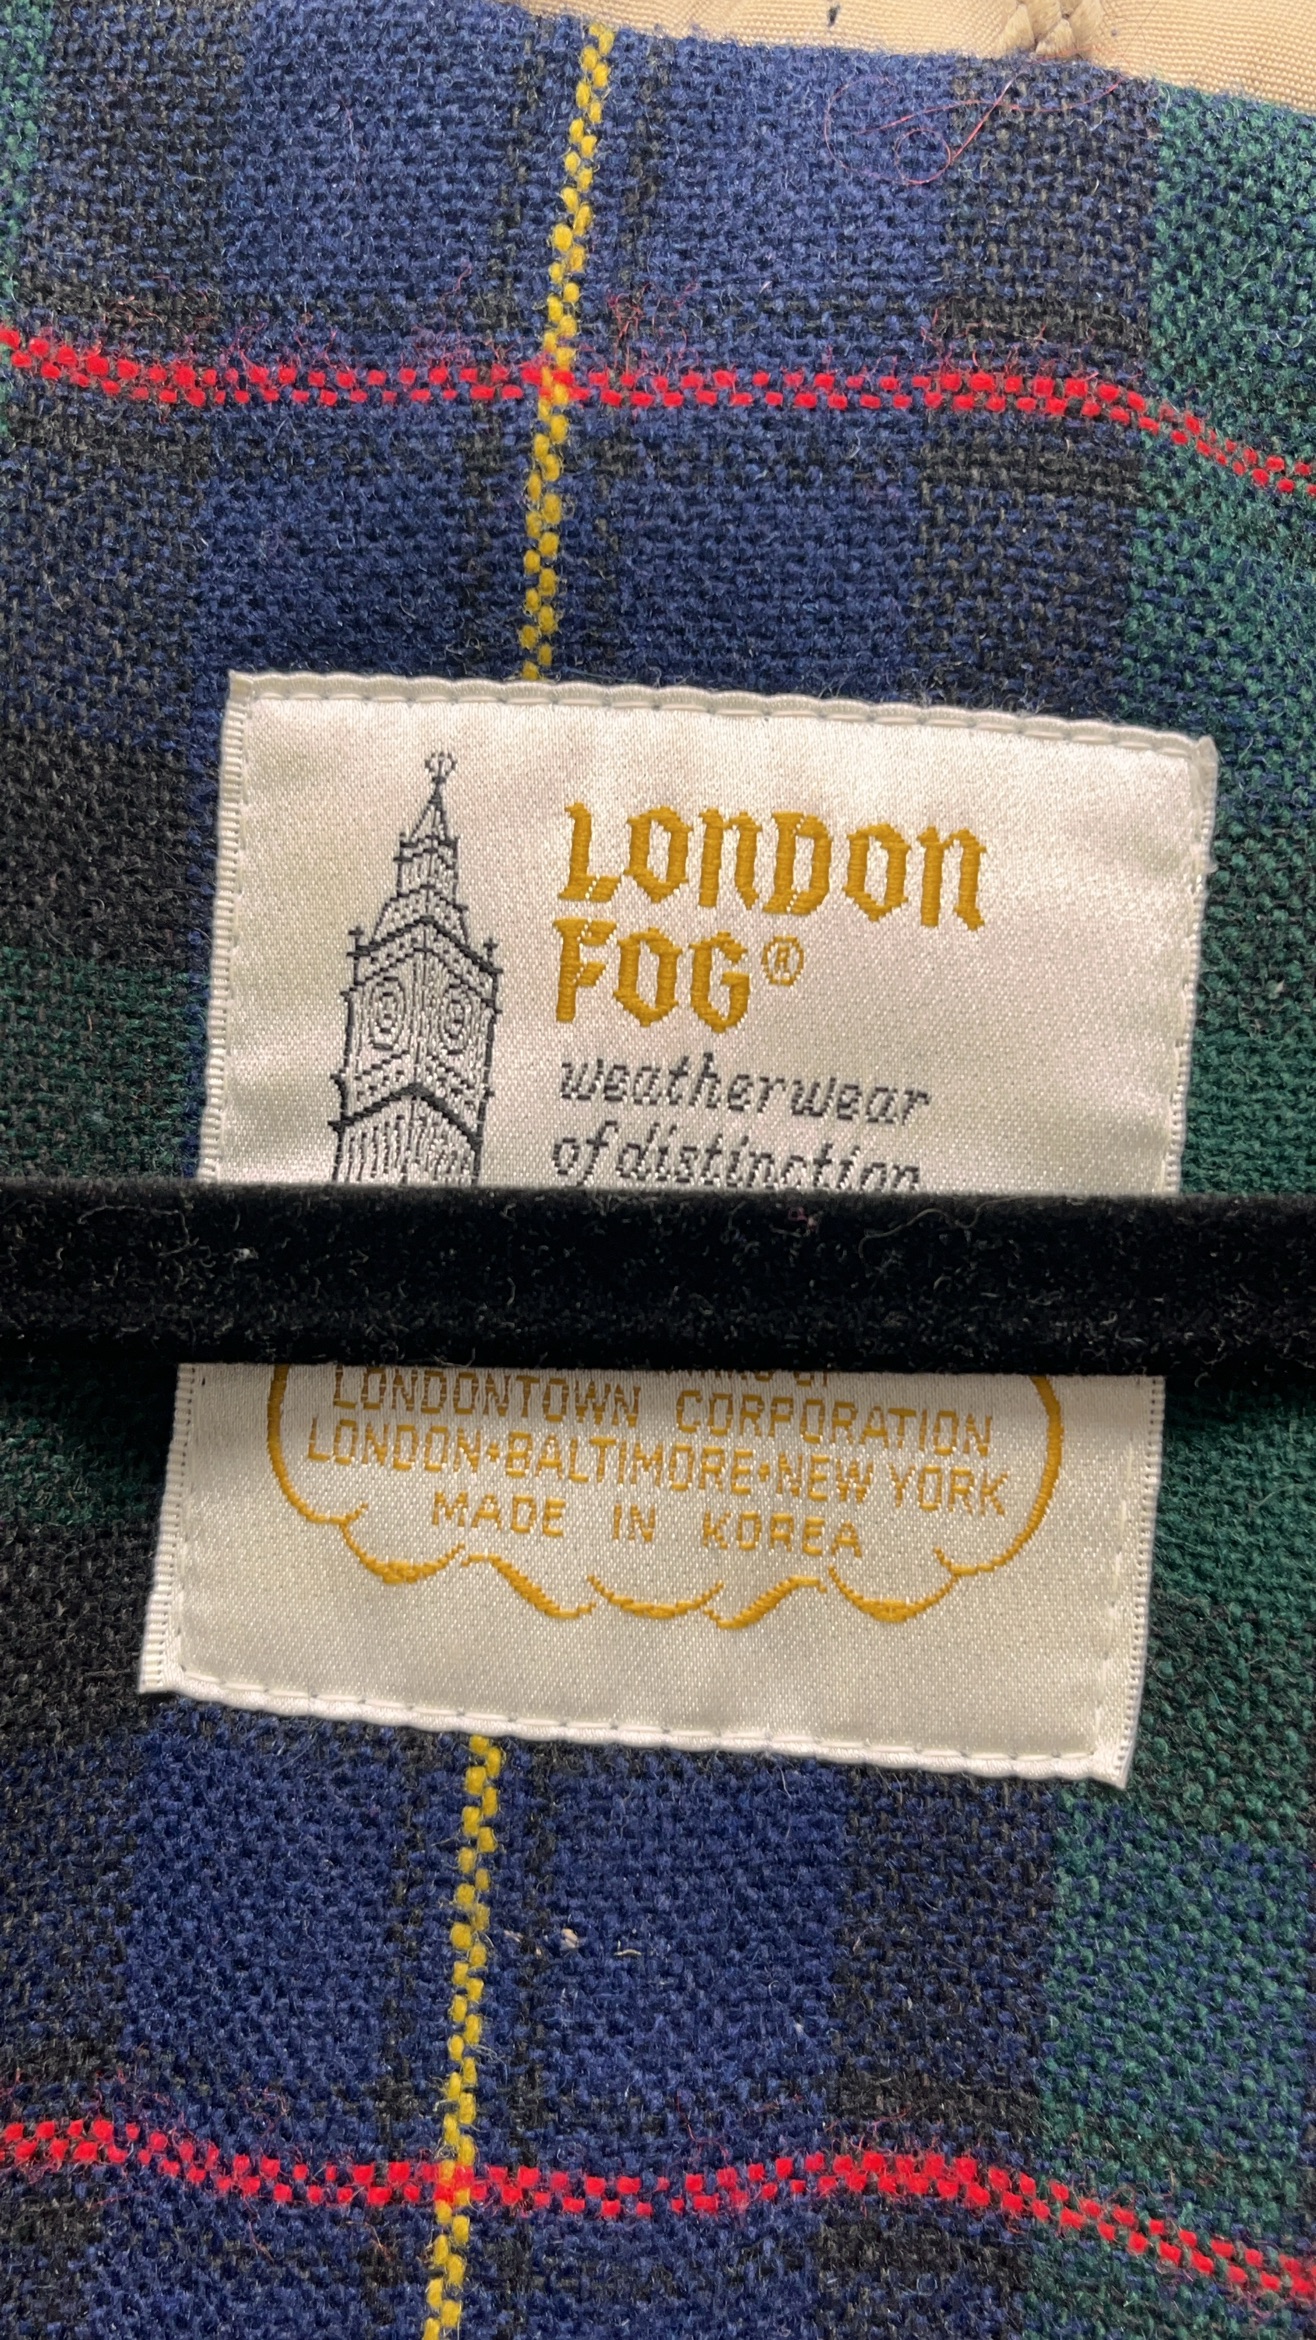 LONDON
FOG®
weatherwear
of distinction
LONDONTOWN CORPORATION
LONDON•BALTIMORE•NEW YORK
MADE IN KOREA